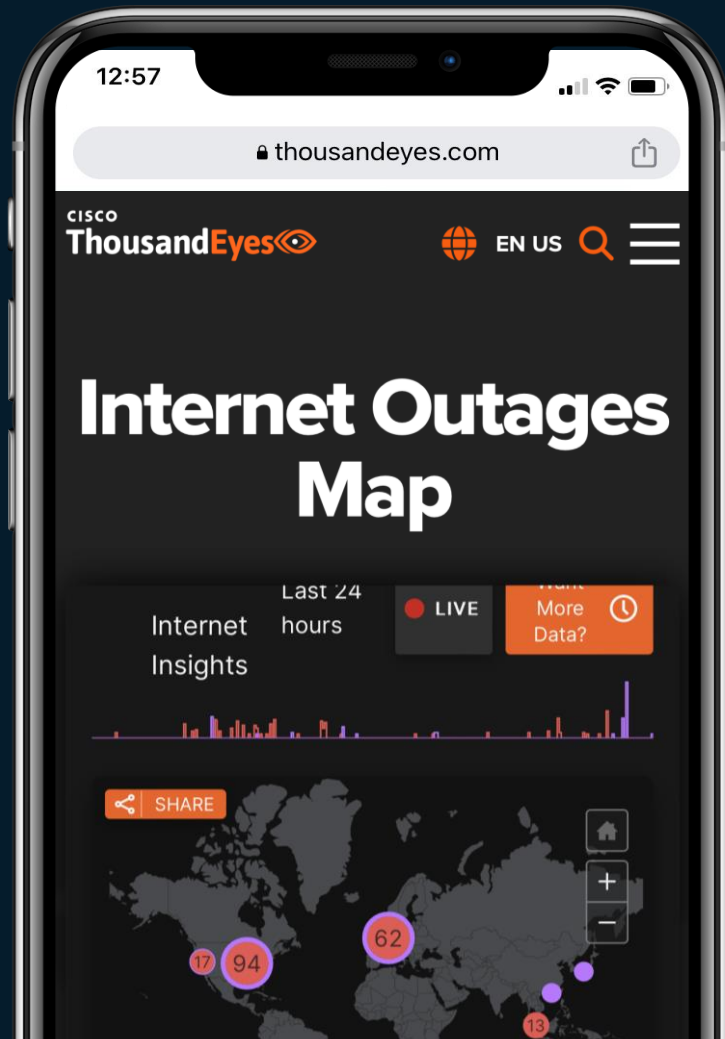 12:57
thousandeyes.com
CISCO
ThousandEyes
EN US
Internet Outages
Map
Last 24
hours
Internet
Insights
LIVE
Want
More
Data?
SHARE
+
−
17
94
62
13